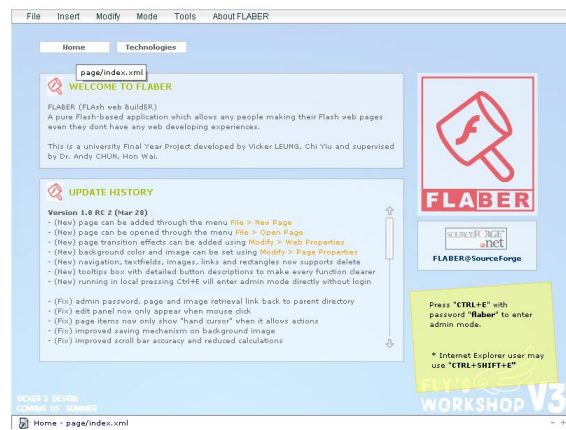 File Insert Modify Mode Tools About FLABER
Home Technologies
page/index.xml
WELCOME TO FLABER
FLABER (FLAsh web BuildER)
A pure Flash-based application which allows any people making their Flash web pages
even they dont have any web developing experiences.
This is a university Final Year Project developed by Vicker LEUNG, Chi Yiu and supervised
by Dr. Andy CHUN, Hon Wai.
UPDATE HISTORY
Version 1.0 RC 2 (Mar 28)
- (New) page can be added through the menu File > New Page
- (New) page can be opened through the menu File > Open Page
- (New) page transition effects can be added using Modify > Web Properties
- (New) background color and image can be set using Modify > Page Properties
- (New) navigation, textfields, images, links and rectangles now supports delete
- (New) tooltips box with detailed button descriptions to make every function clearer
- (New) running in local pressing Ctrl+E will enter admin mode directly without login
- (Fix) admin password, page and image retrieval link back to parent directory
- (Fix) edit panel now only appear when mouse click
- (Fix) page items now only show "hand cursor" when it allows actions
- (Fix) improved saving mechanism on background image
- (Fix) improved scroll bar accuracy and reduced calculations
FLABER
SOURCEFORGE
.net
FLABER@SourceForge
Press "CTRL+E" with
password "flaber" to enter
admin mode.
* Internet Explorer user may
use "CTRL+SHIFT+E"
VICKER'S DESIGN
COMING 05' SUMMER
FLY'S
WORKSHOP V3
Home - page/index.xml